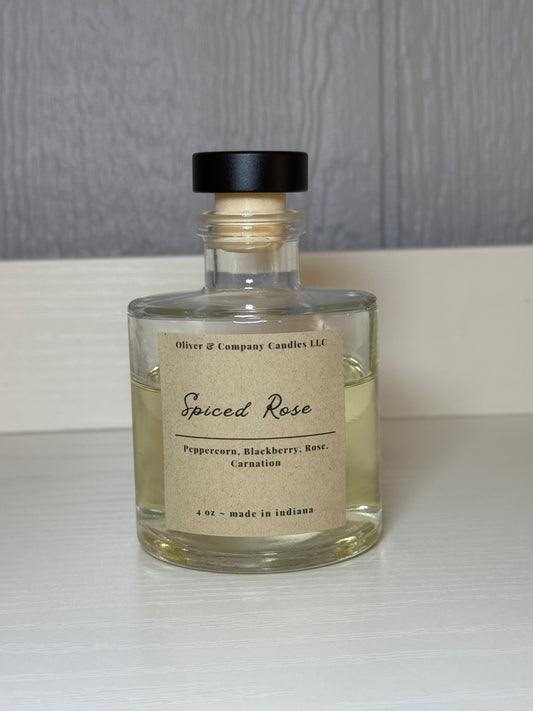 Oliver & Company Candles LLC
Spiced Rose
Peppercorn, Blackberry, Rose,
Carnation
4 oz ~ made in indiana